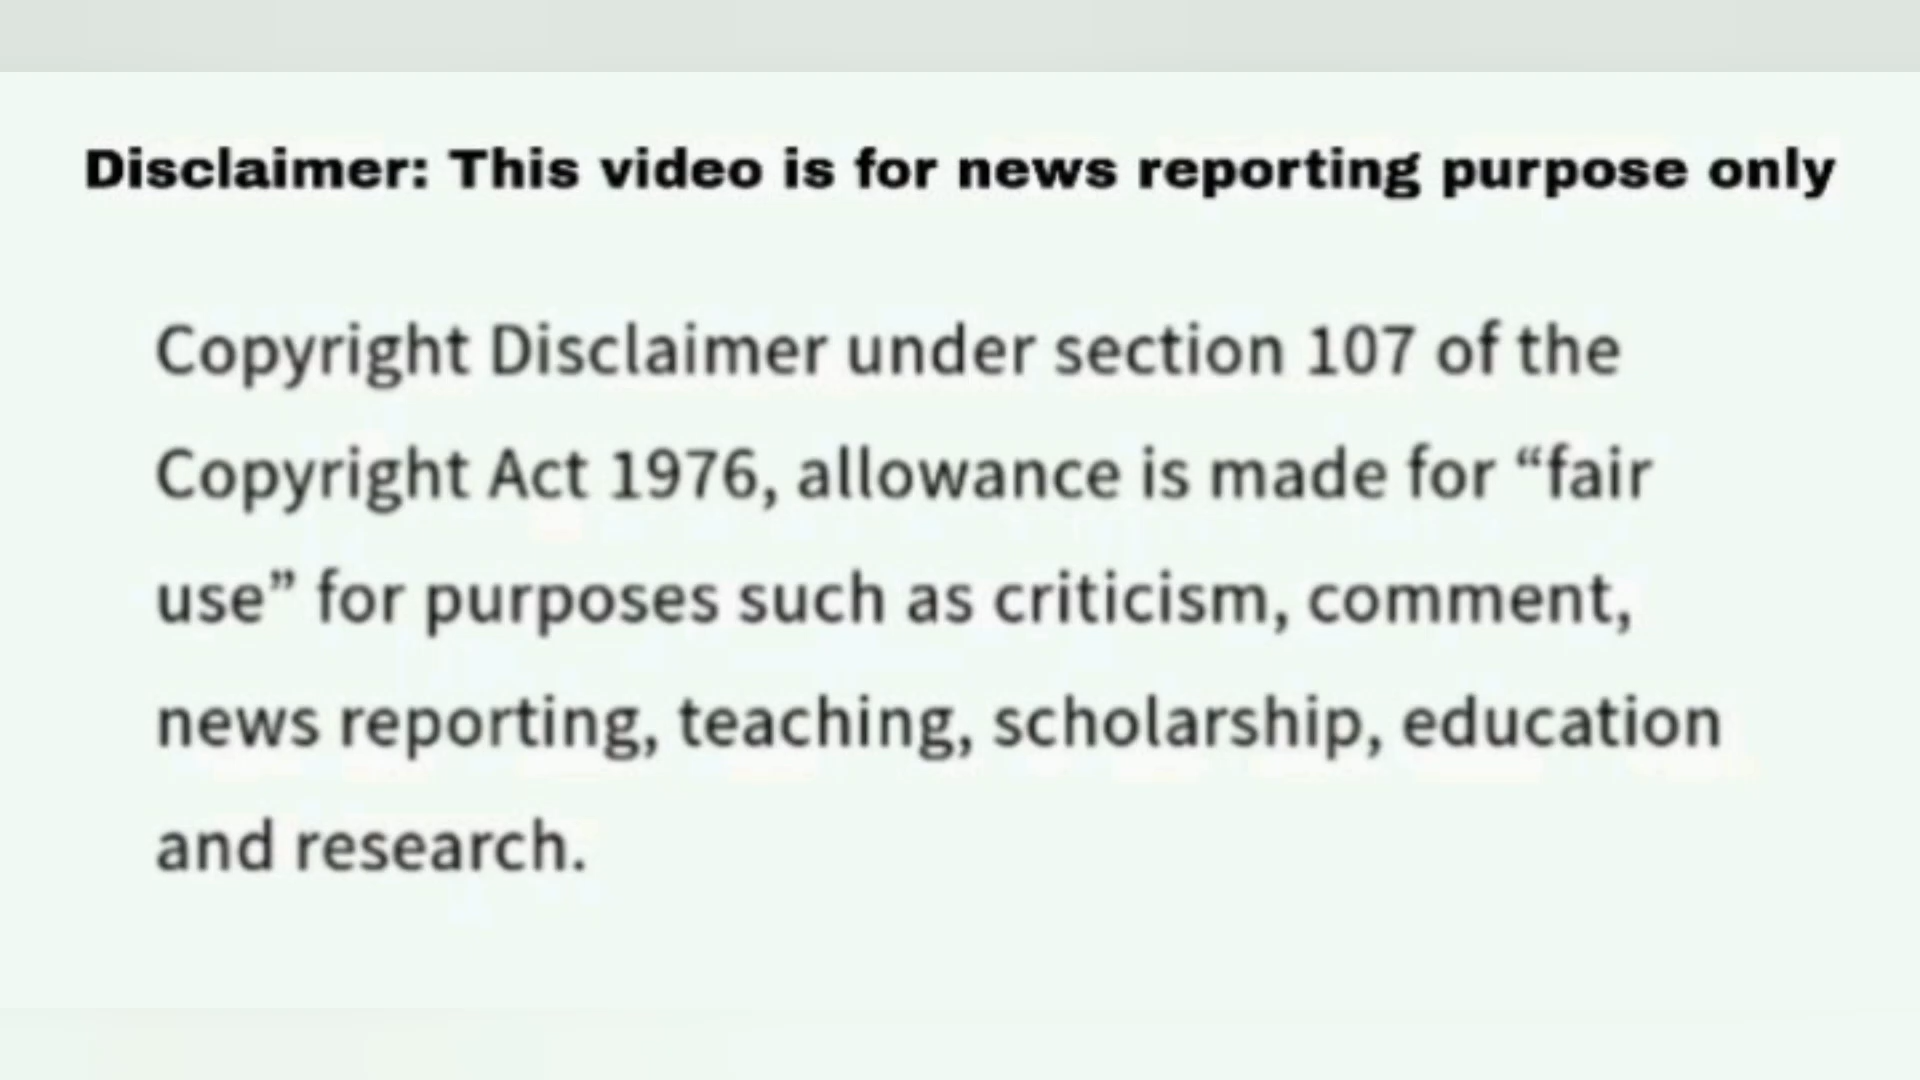 Disclaimer: This video is for news reporting purpose only
Copyright Disclaimer under section 107 of the
Copyright Act 1976, allowance is made for “fair
use” for purposes such as criticism, comment,
news reporting, teaching, scholarship, education
and research.